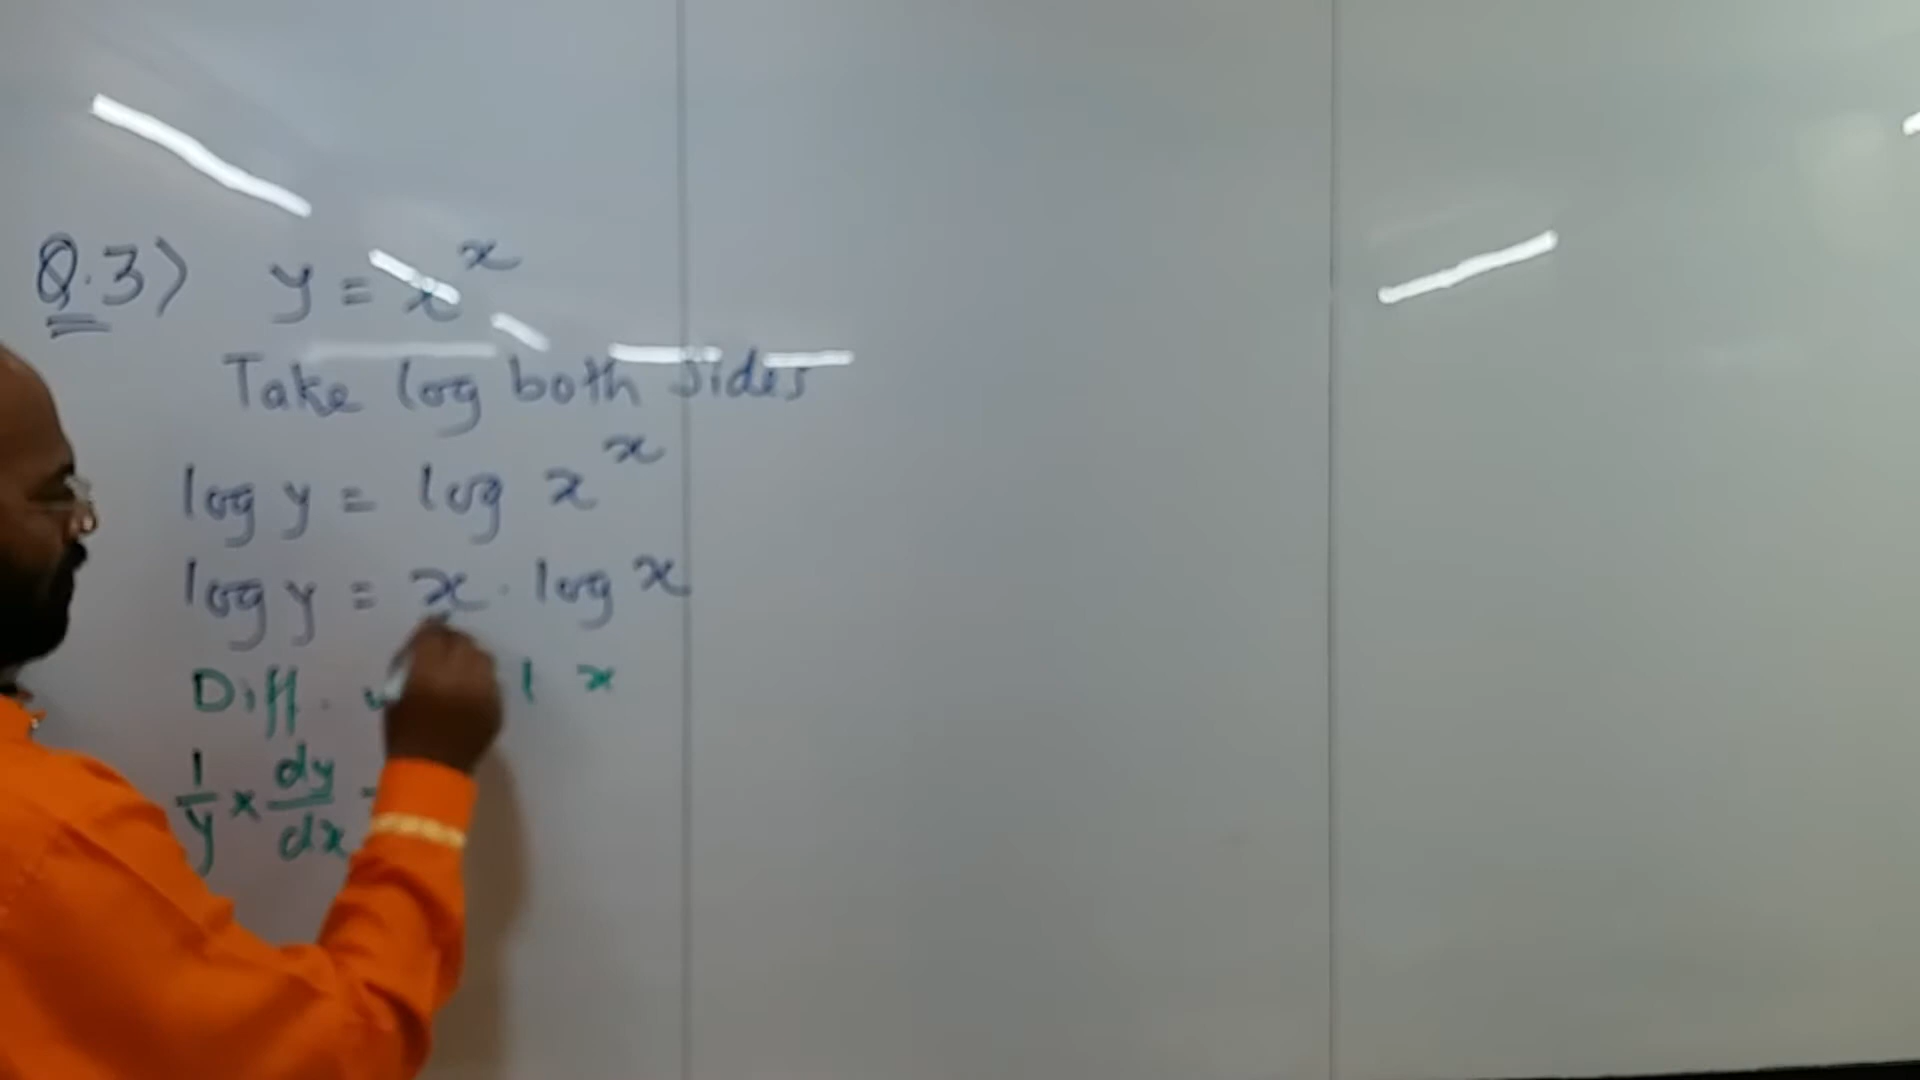 Q.3> y = x^x
Take log both sides
log y = log x^x
log y = x · log x
Diff. x
1/y × dy/dx =